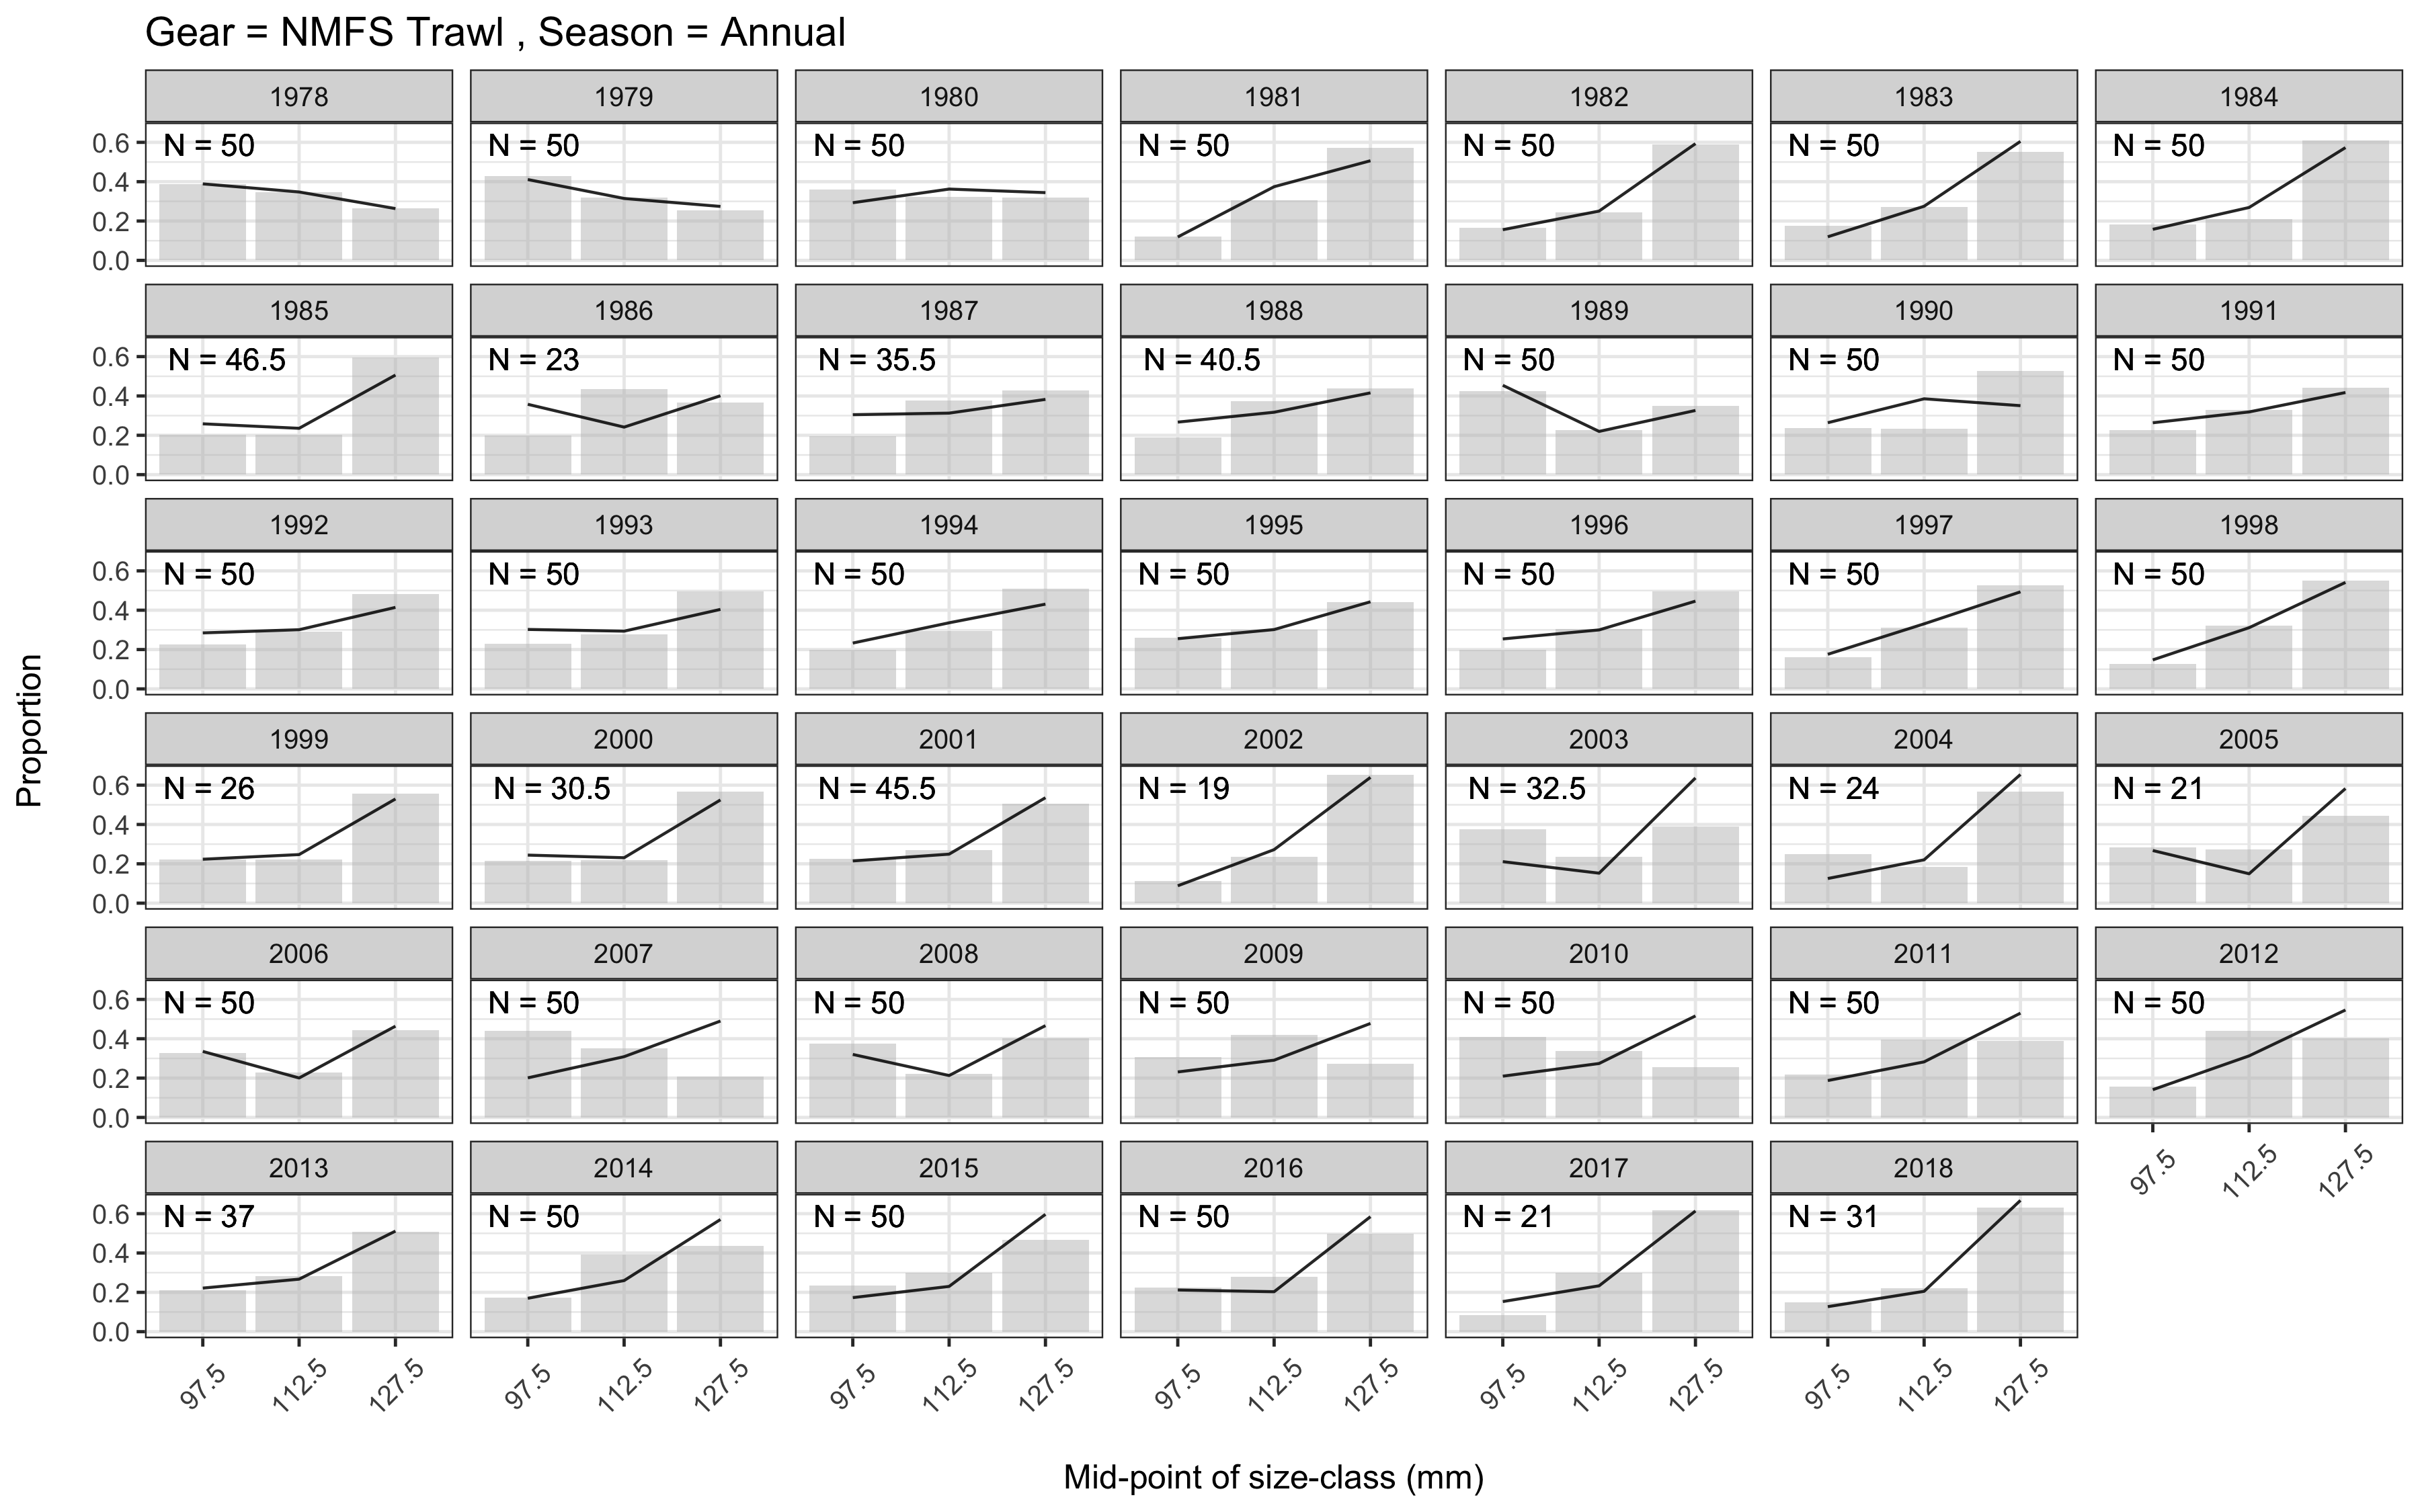 Gear = NMFS Trawl , Season = Annual
1978 1979 1980 1981 1982 1983 1984
N = 50 N = 50 N = 50 N = 50 N = 50 N = 50 N = 50
0.6
0.4
0.2
0.0
1985 1986 1987 1988 1989 1990 1991
N = 46.5 N = 23 N = 35.5 N = 40.5 N = 50 N = 50 N = 50
0.6
0.4
0.2
0.0
1992 1993 1994 1995 1996 1997 1998
N = 50 N = 50 N = 50 N = 50 N = 50 N = 50 N = 50
0.6
0.4
0.2
0.0
Proportion
1999 2000 2001 2002 2003 2004 2005
N = 26 N = 30.5 N = 45.5 N = 19 N = 32.5 N = 24 N = 21
0.6
0.4
0.2
0.0
2006 2007 2008 2009 2010 2011 2012
N = 50 N = 50 N = 50 N = 50 N = 50 N = 50 N = 50
0.6
0.4
0.2
0.0
97.5 112.5 127.5
2013 2014 2015 2016 2017 2018
N = 37 N = 50 N = 50 N = 50 N = 21 N = 31
0.6
0.4
0.2
0.0
97.5 112.5 127.5 97.5 112.5 127.5 97.5 112.5 127.5 97.5 112.5 127.5 97.5 112.5 127.5 97.5 112.5 127.5
Mid-point of size-class (mm)